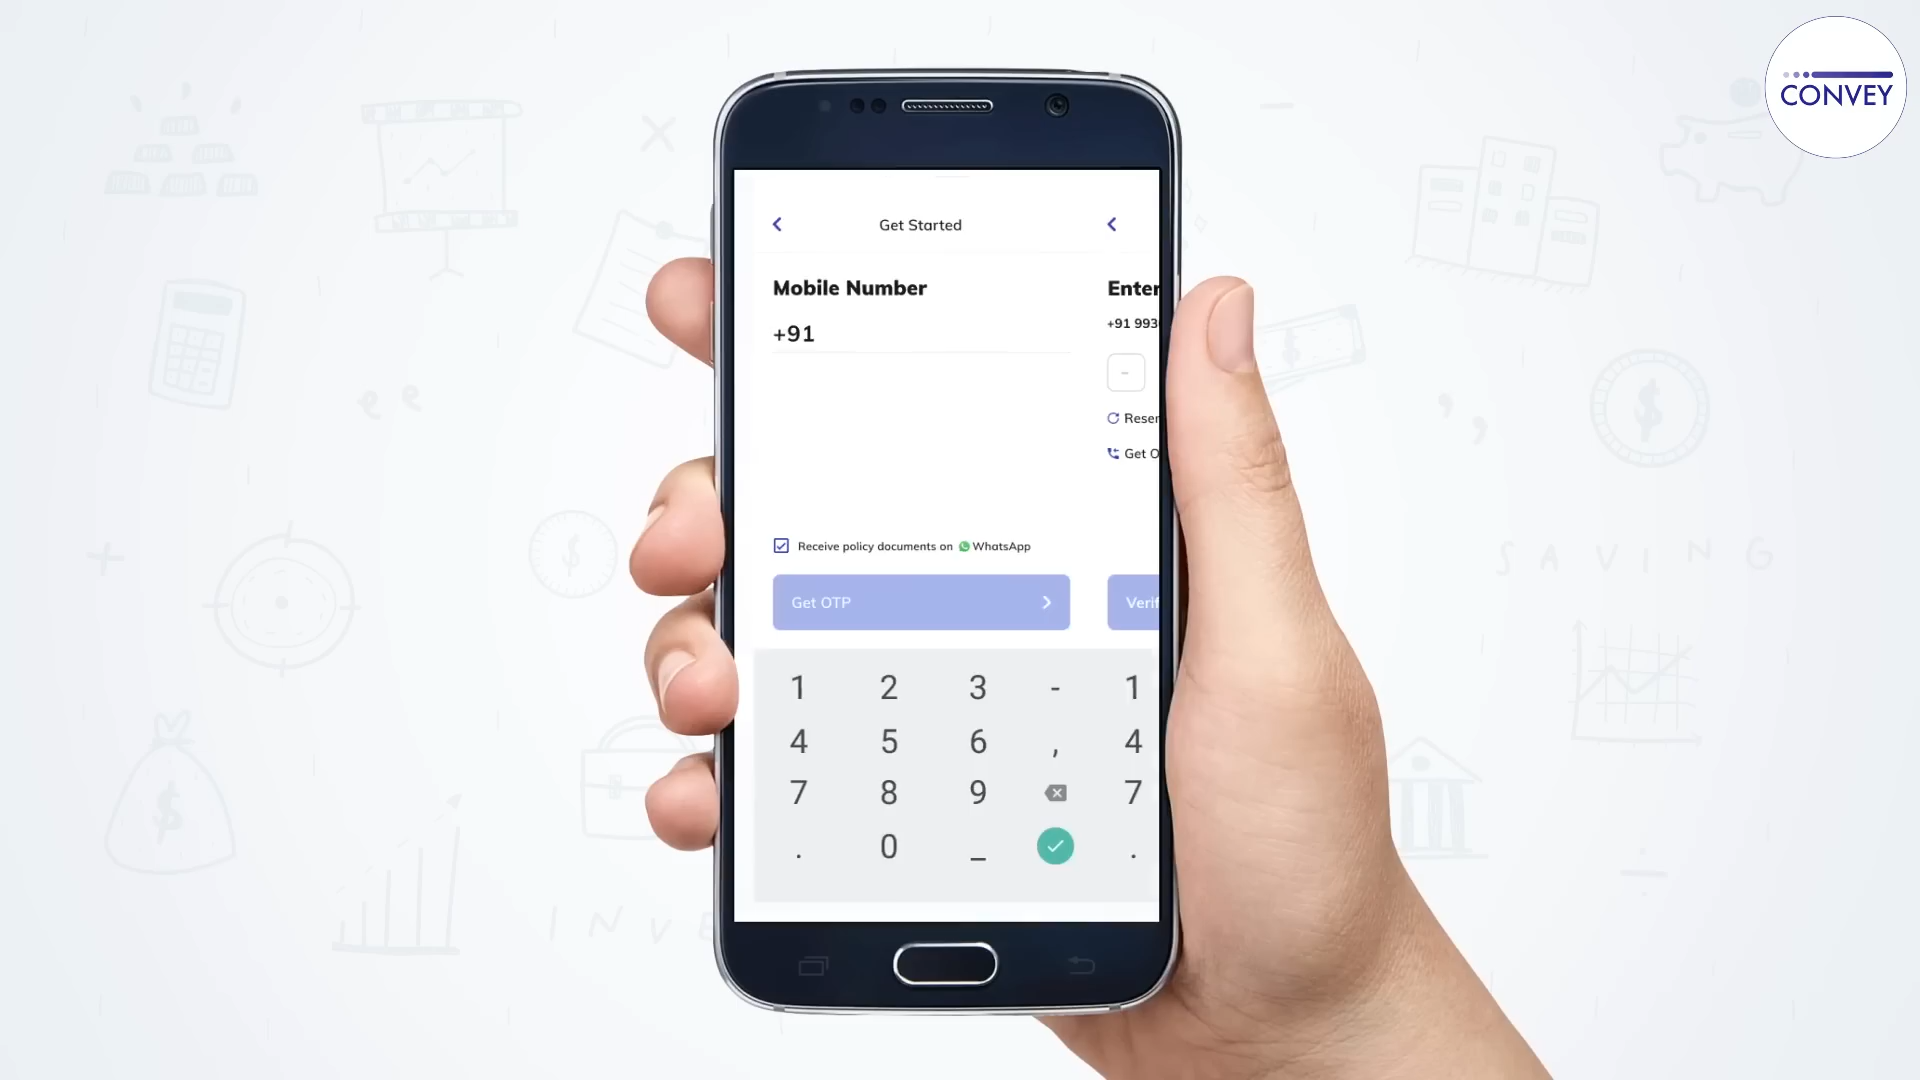 CONVEY
Get Started
Mobile Number
+91
Enter
+91 993
-
Resen
Get O
Receive policy documents on WhatsApp
Get OTP
Verif
1 2 3 - 1
4 5 6 , 4
7 8 9 7
. 0 _ .
SAVING
INVE